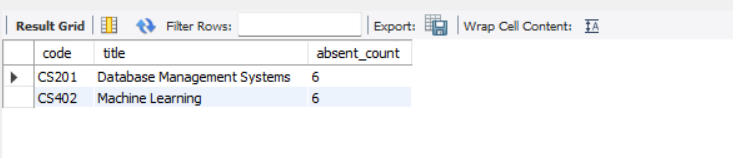 Result Grid Filter Rows: Export: Wrap Cell Content: IA
code title absent_count
CS201 Database Management Systems 6
CS402 Machine Learning 6